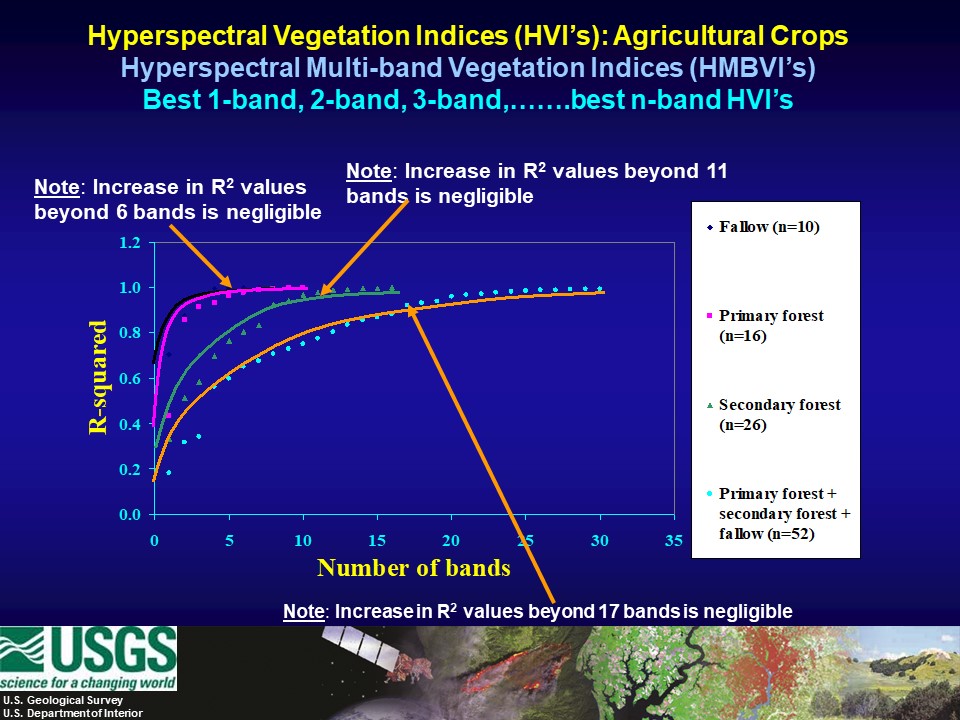 Hyperspectral Vegetation Indices (HVI’s): Agricultural Crops
Hyperspectral Multi-band Vegetation Indices (HMBVI’s)
Best 1-band, 2-band, 3-band,…….best n-band HVI’s
Note: Increase in R² values
beyond 6 bands is negligible
Note: Increase in R² values beyond 11
bands is negligible
1.2
1.0
0.8
0.6
0.4
0.2
0.0
R-squared
0 5 10 15 20 25 30 35
Number of bands
Fallow (n=10)
Primary forest
(n=16)
Secondary forest
(n=26)
Primary forest +
secondary forest +
fallow (n=52)
Note: Increase in R² values beyond 17 bands is negligible
USGS
science for a changing world
U.S. Geological Survey
U.S. Department of Interior